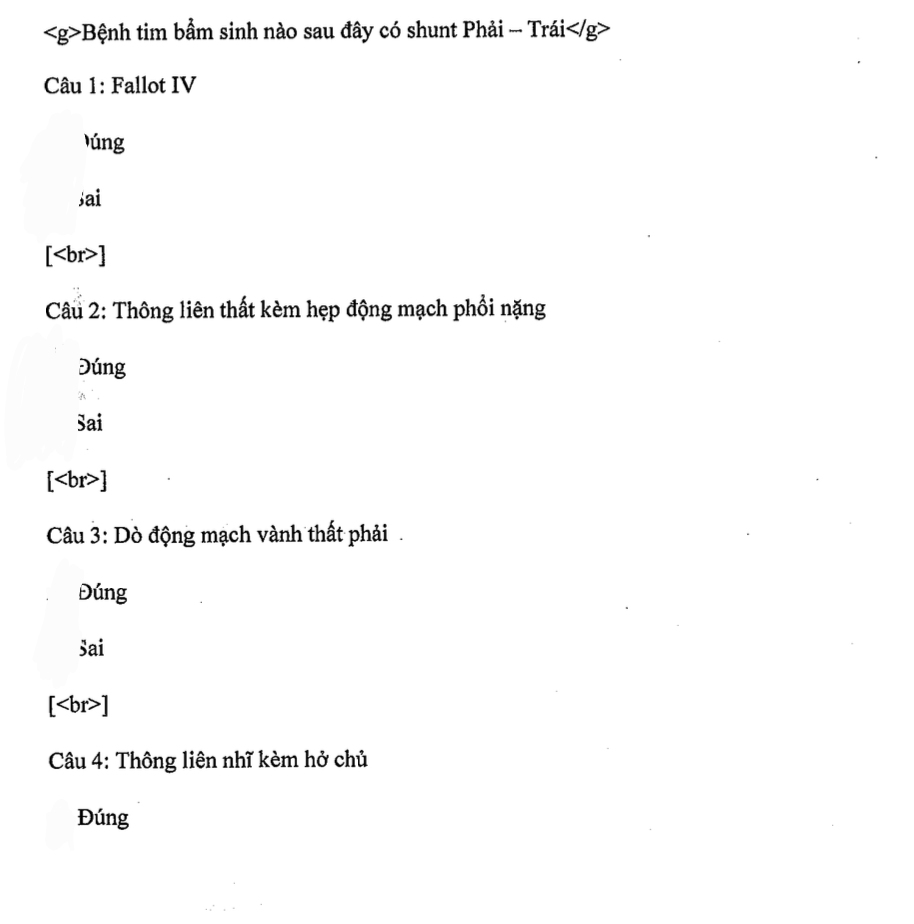 <g>Bệnh tim bẩm sinh nào sau đây có shunt Phải – Trái</g>
Câu 1: Fallot IV
Đúng
Sai
[<br>]
Câu 2: Thông liên thất kèm hẹp động mạch phổi nặng
Đúng
Sai
[<br>]
Câu 3: Dò động mạch vành thất phải
Đúng
Sai
[<br>]
Câu 4: Thông liên nhĩ kèm hở chủ
Đúng